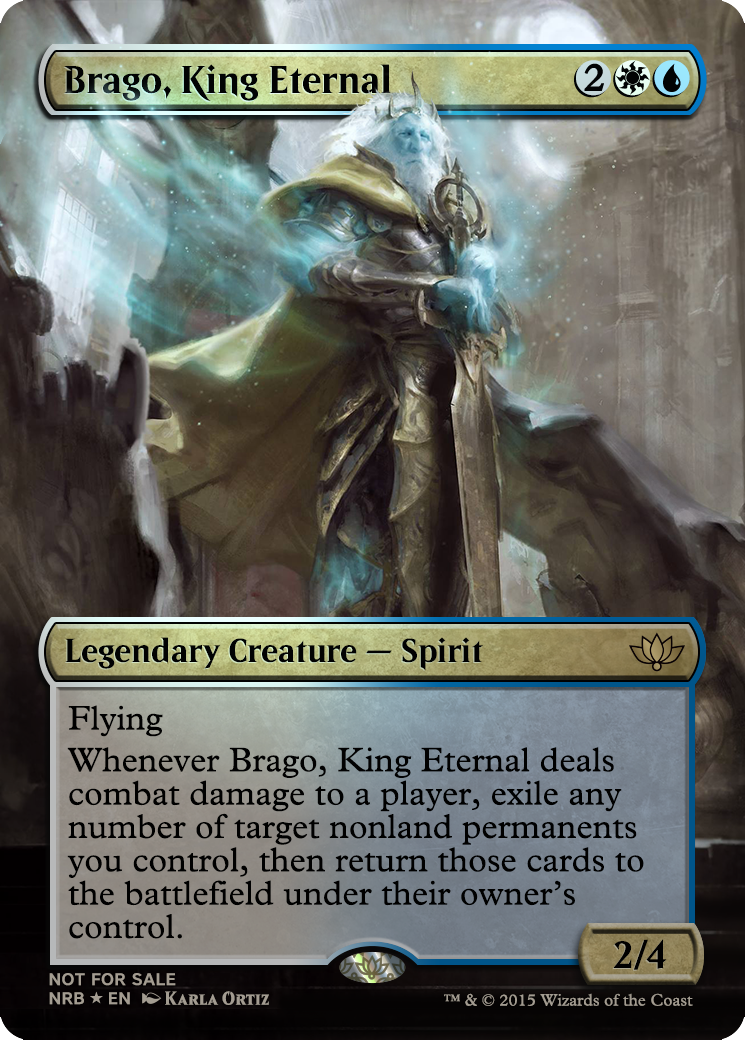 Brago, King Eternal 2
Legendary Creature — Spirit
Flying
Whenever Brago, King Eternal deals
combat damage to a player, exile any
number of target nonland permanents
you control, then return those cards to
the battlefield under their owner's
control.
2/4
NOT FOR SALE
NRB ★ EN Karla Ortiz
™ & © 2015 Wizards of the Coast